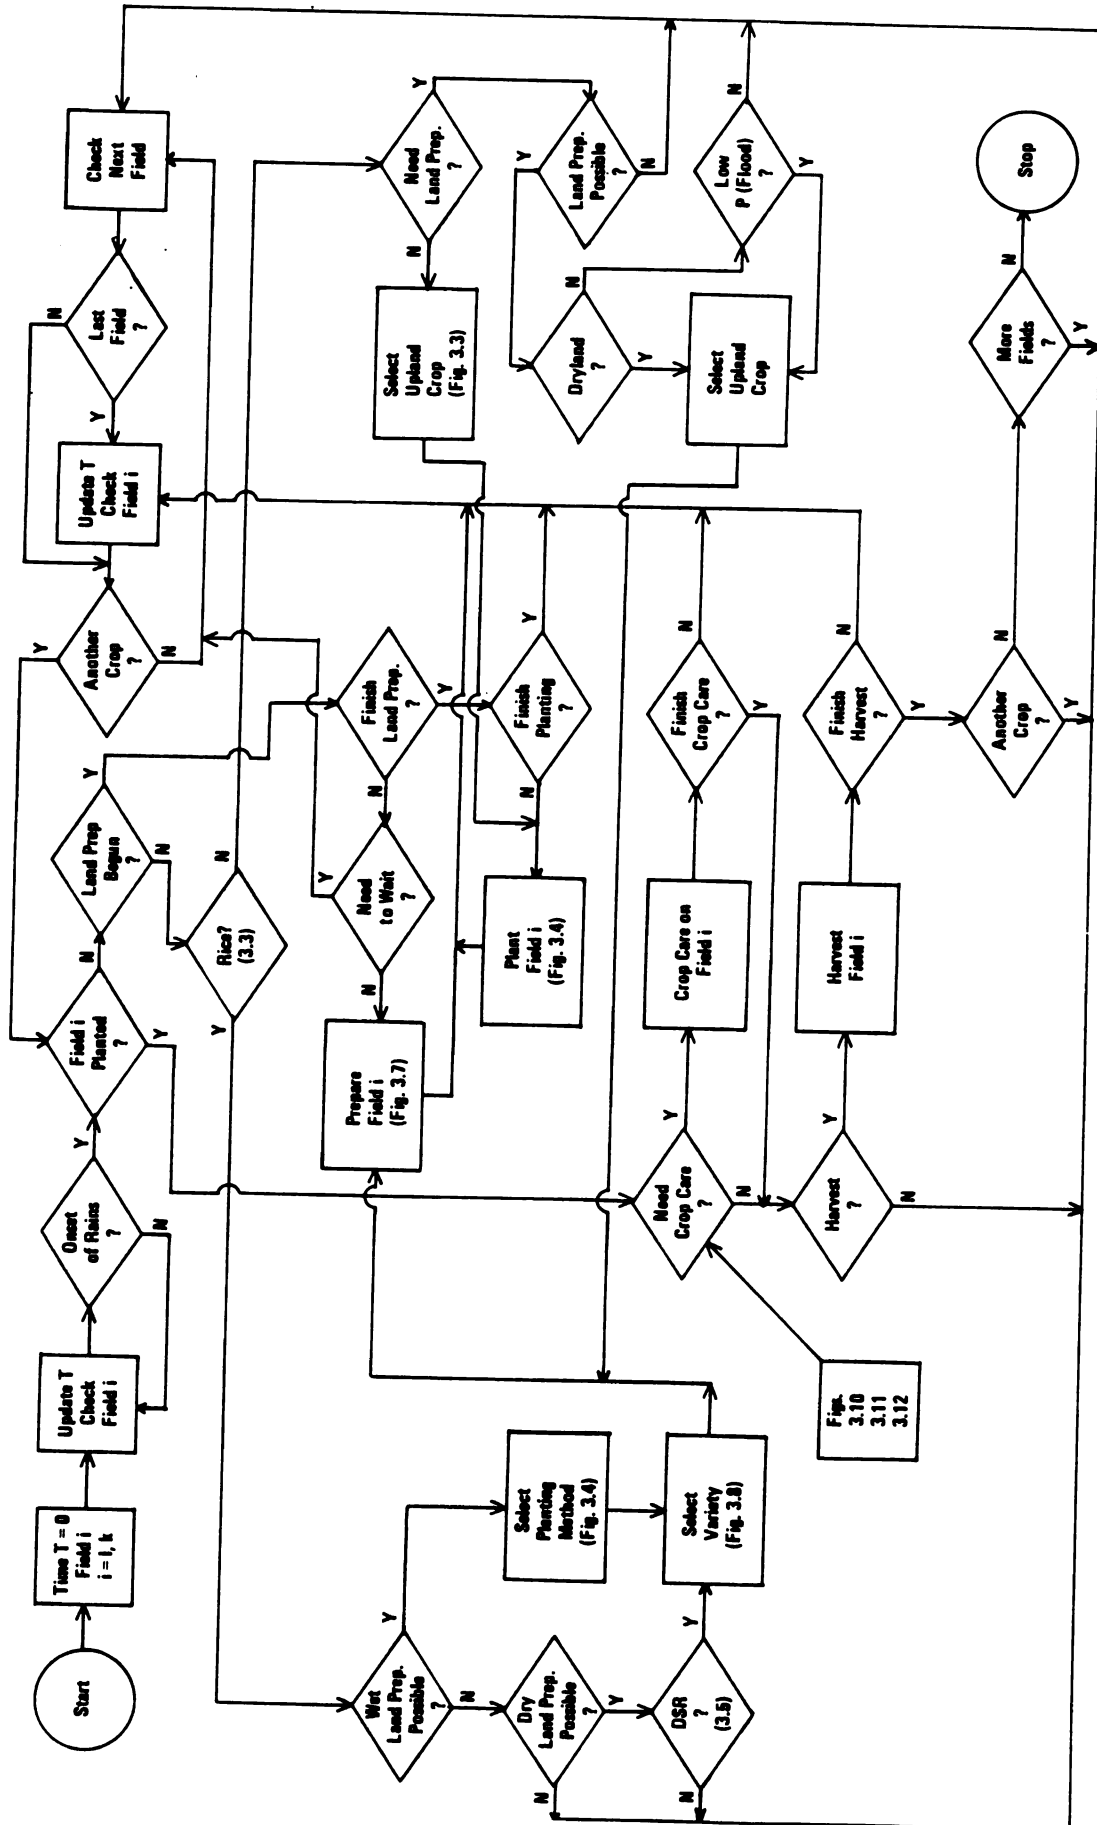 Start
Time T = 0
Field i
i = l, k
Update T
Check
Field i
Onset
of Rains
?
Y
N
Field i
Planted
?
N
Y
Land Prep
Begun
?
Y
N
Another
Crop
?
Y
N
Update T
Check
Field i
Last
Field
?
Y
N
Check
Next
Field
Rice?
(3.3)
Y
N
Wet
Land Prep.
Possible
?
Y
N
Dry
Land Prep.
Possible
?
Y
N
DSR
?
(3.5)
Y
N
Select
Planting
Method
(Fig. 3.4)
Select
Variety
(Fig. 3.8)
Prepare
Field i
(Fig. 3.7)
Need
to Wait
?
Y
N
Finish
Land Prep.
?
N
Y
Plant
Field i
(Fig. 3.4)
Finish
Planting
?
N
Y
Select
Upland
Crop
(Fig. 3.3)
Need
Land Prep.
?
N
Y
Land Prep.
Possible
?
Y
N
Dryland
?
N
Y
Low
P (Flood)
?
N
Y
Select
Upland
Crop
Figs.
3.10
3.11
3.12
Need
Crop Care
?
Y
N
Crop Care on
Field i
Finish
Crop Care
?
N
Y
Harvest
?
Y
N
Harvest
Field i
Finish
Harvest
?
N
Y
Another
Crop
?
N
Y
More
Fields
?
N
Y
Stop